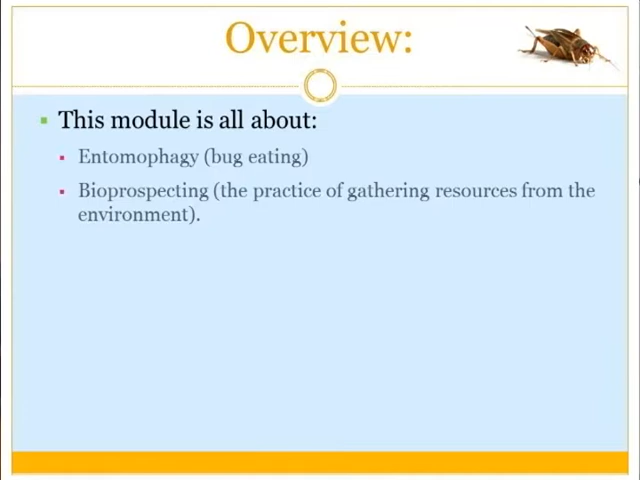 Overview:
This module is all about:
Entomophagy (bug eating)
Bioprospecting (the practice of gathering resources from the
environment).